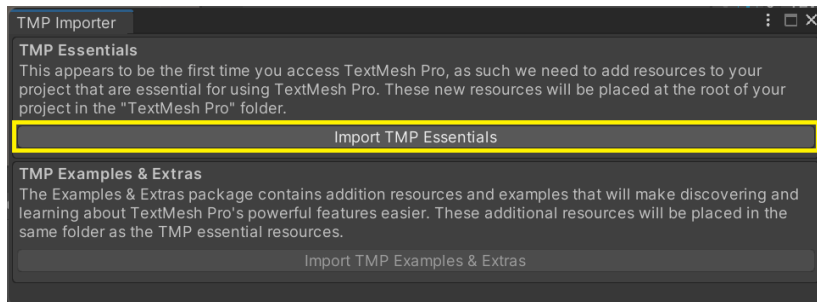 TMP Importer
TMP Essentials
This appears to be the first time you access TextMesh Pro, as such we need to add resources to your
project that are essential for using TextMesh Pro. These new resources will be placed at the root of your
project in the "TextMesh Pro" folder.
Import TMP Essentials
TMP Examples & Extras
The Examples & Extras package contains addition resources and examples that will make discovering and
learning about TextMesh Pro's powerful features easier. These additional resources will be placed in the
same folder as the TMP essential resources.
Import TMP Examples & Extras